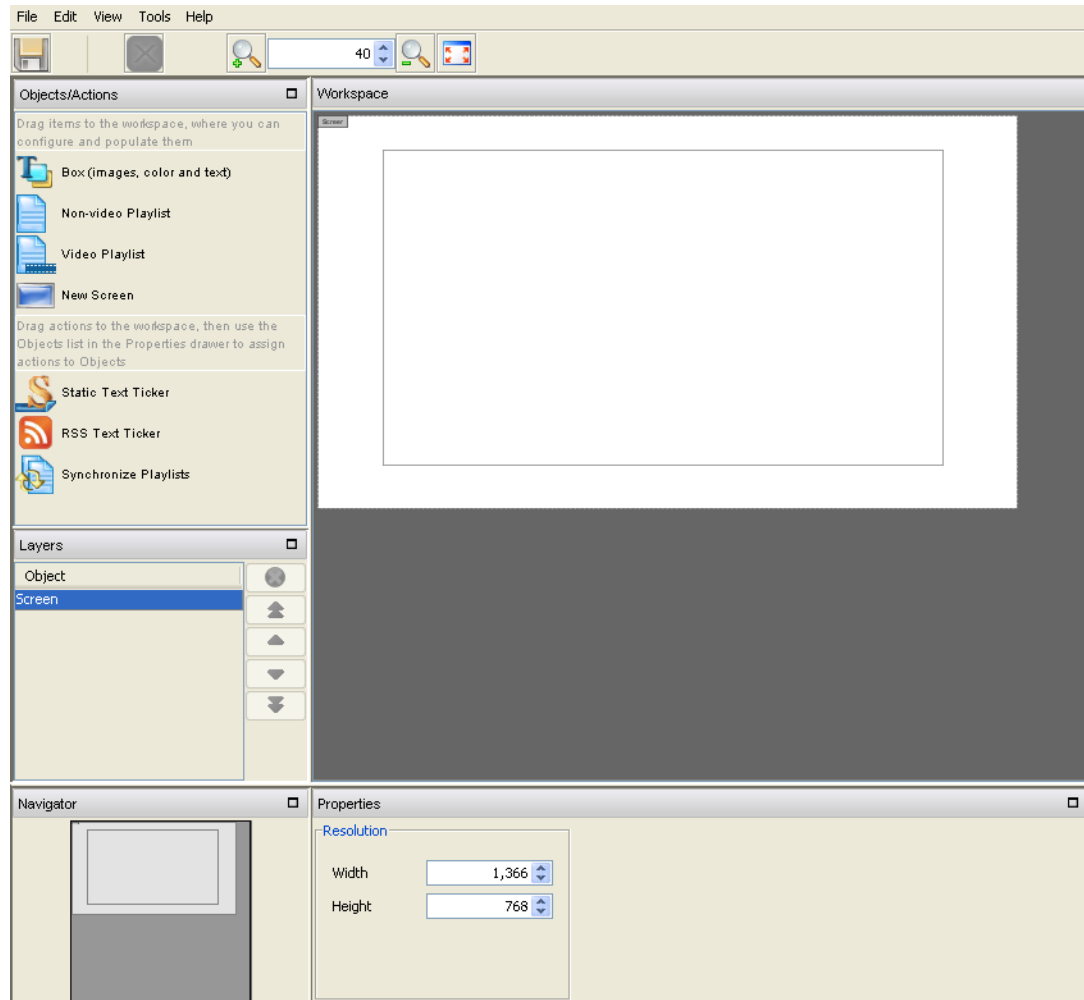 File Edit View Tools Help
40
Objects/Actions
Workspace
Drag items to the workspace, where you can
configure and populate them
Screen
Box (images, color and text)
Non-video Playlist
Video Playlist
New Screen
Drag actions to the workspace, then use the
Objects list in the Properties drawer to assign
actions to Objects
Static Text Ticker
RSS Text Ticker
Synchronize Playlists
Layers
Object
Screen
Navigator
Properties
Resolution
Width 1,366
Height 768